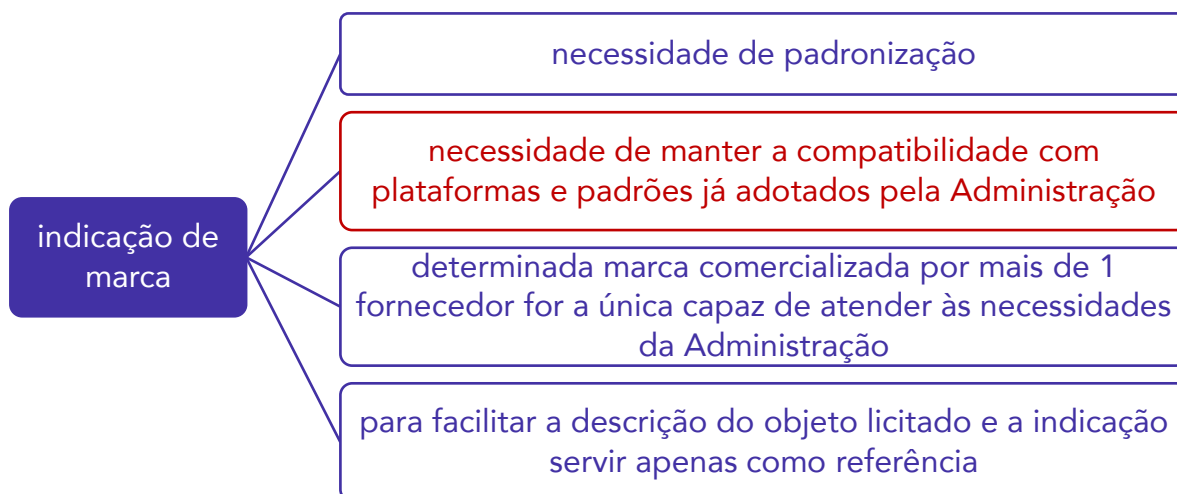 necessidade de padronização
necessidade de manter a compatibilidade com
plataformas e padrões já adotados pela Administração
indicação de
marca
determinada marca comercializada por mais de 1
fornecedor for a única capaz de atender às necessidades
da Administração
para facilitar a descrição do objeto licitado e a indicação
servir apenas como referência